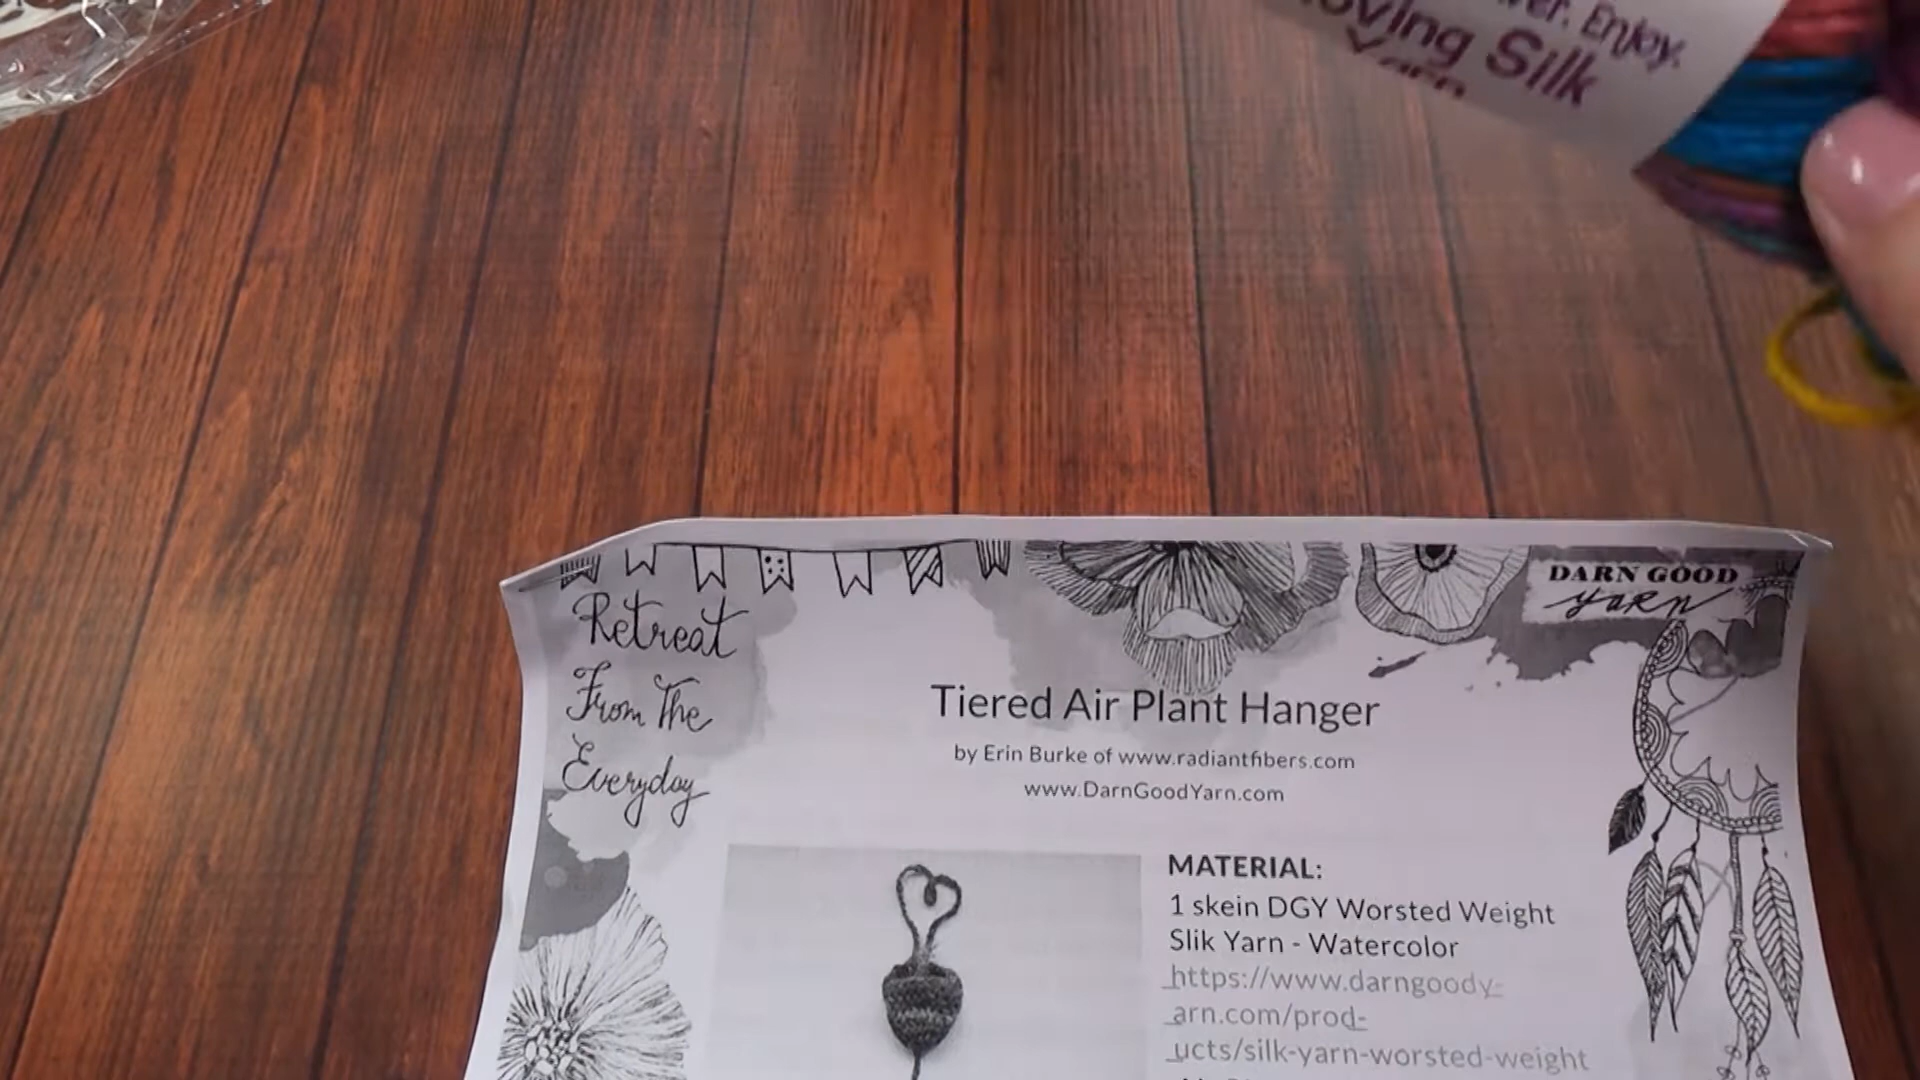 Enjoy.
Silk
Yarn
DARN GOOD
yarn
Retreat
From The
Everyday
Tiered Air Plant Hanger
by Erin Burke of www.radiantfibers.com
www.DarnGoodYarn.com
MATERIAL:
1 skein DGY Worsted Weight
Slik Yarn - Watercolor
https://www.darngoody-
arn.com/prod-
ucts/silk-yarn-worsted-weight